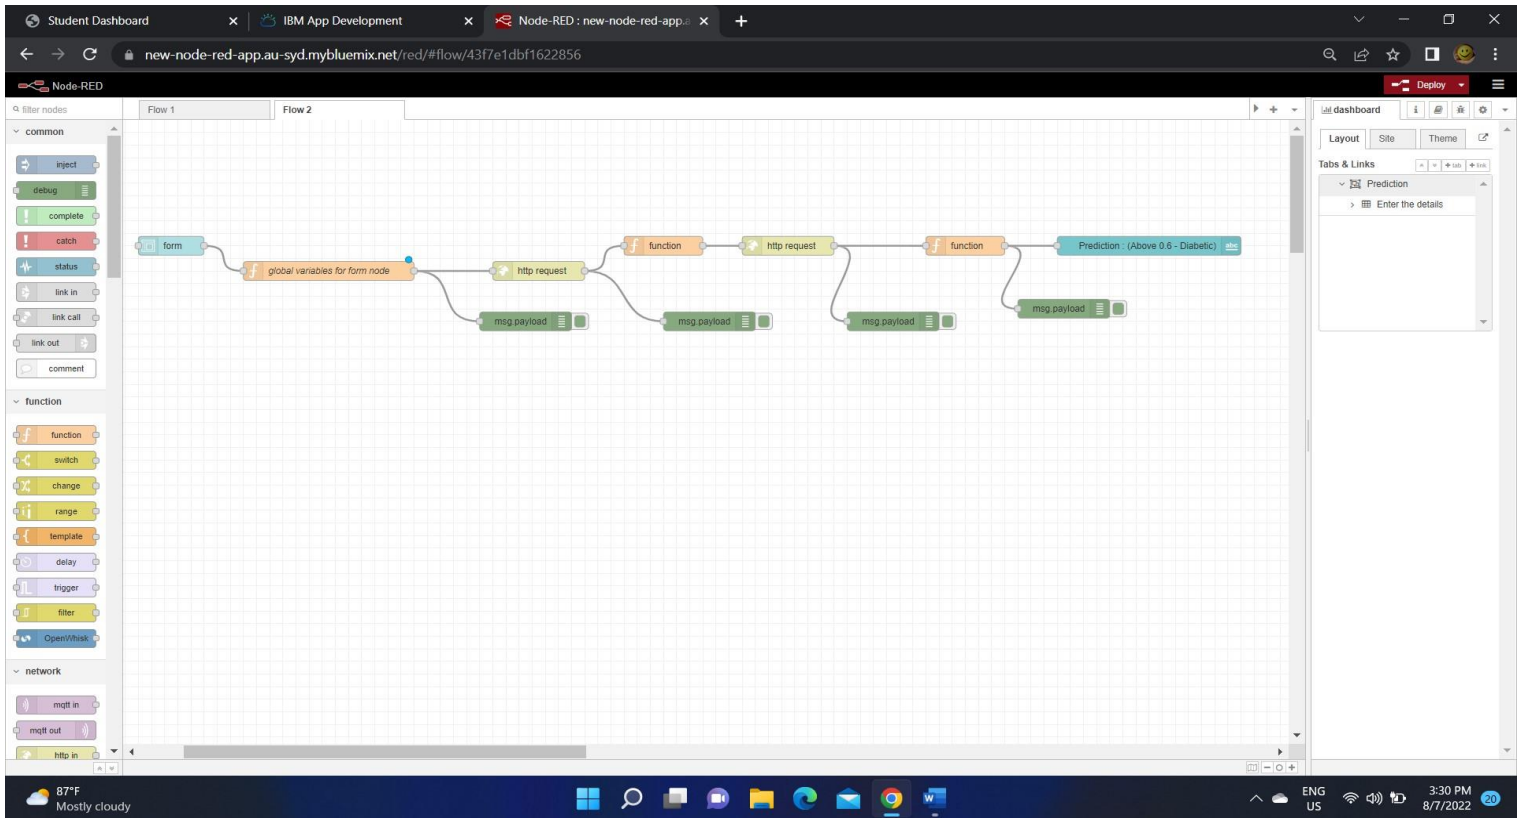 Student Dashboard
IBM App Development
Node-RED : new-node-red-app.a
new-node-red-app.au-syd.mybluemix.net/red/#flow/43f7e1dbf1622856
Node-RED
Deploy
filter nodes
Flow 1
Flow 2
dashboard
i
common
inject
debug
complete
catch
status
link in
link call
link out
comment
function
function
switch
change
range
template
delay
trigger
filter
OpenWhisk
network
mqtt in
mqtt out
http in
form
global variables for form node
http request
function
http request
function
Prediction : (Above 0.6 - Diabetic)
abc
msg.payload
msg.payload
msg.payload
msg.payload
Layout
Site
Theme
Tabs & Links
+ tab
+ link
Prediction
Enter the details
87°F
Mostly cloudy
W
ENG
US
3:30 PM
8/7/2022
20